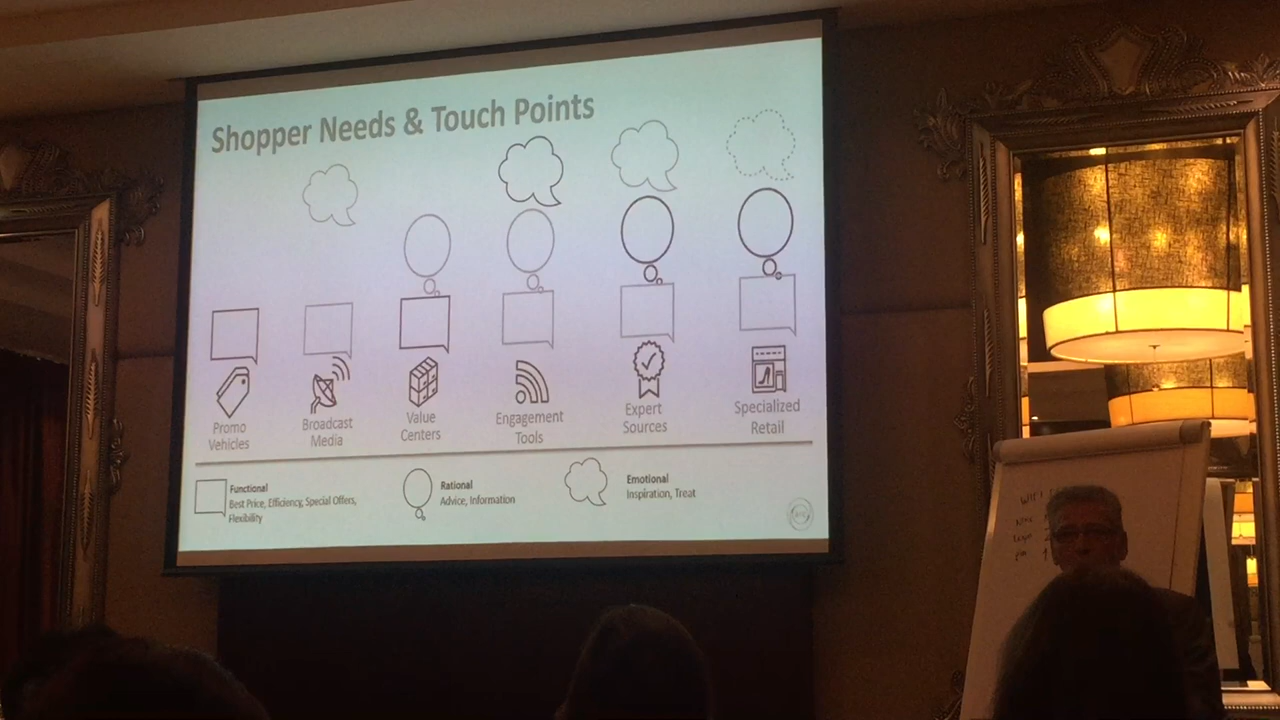 Shopper Needs & Touch Points
Promo
Vehicles
Broadcast
Media
Value
Centers
Engagement
Tools
Expert
Sources
Specialized
Retail
Functional
Best Price, Efficiency, Special Offers,
Flexibility
Rational
Advice, Information
Emotional
Inspiration, Treat